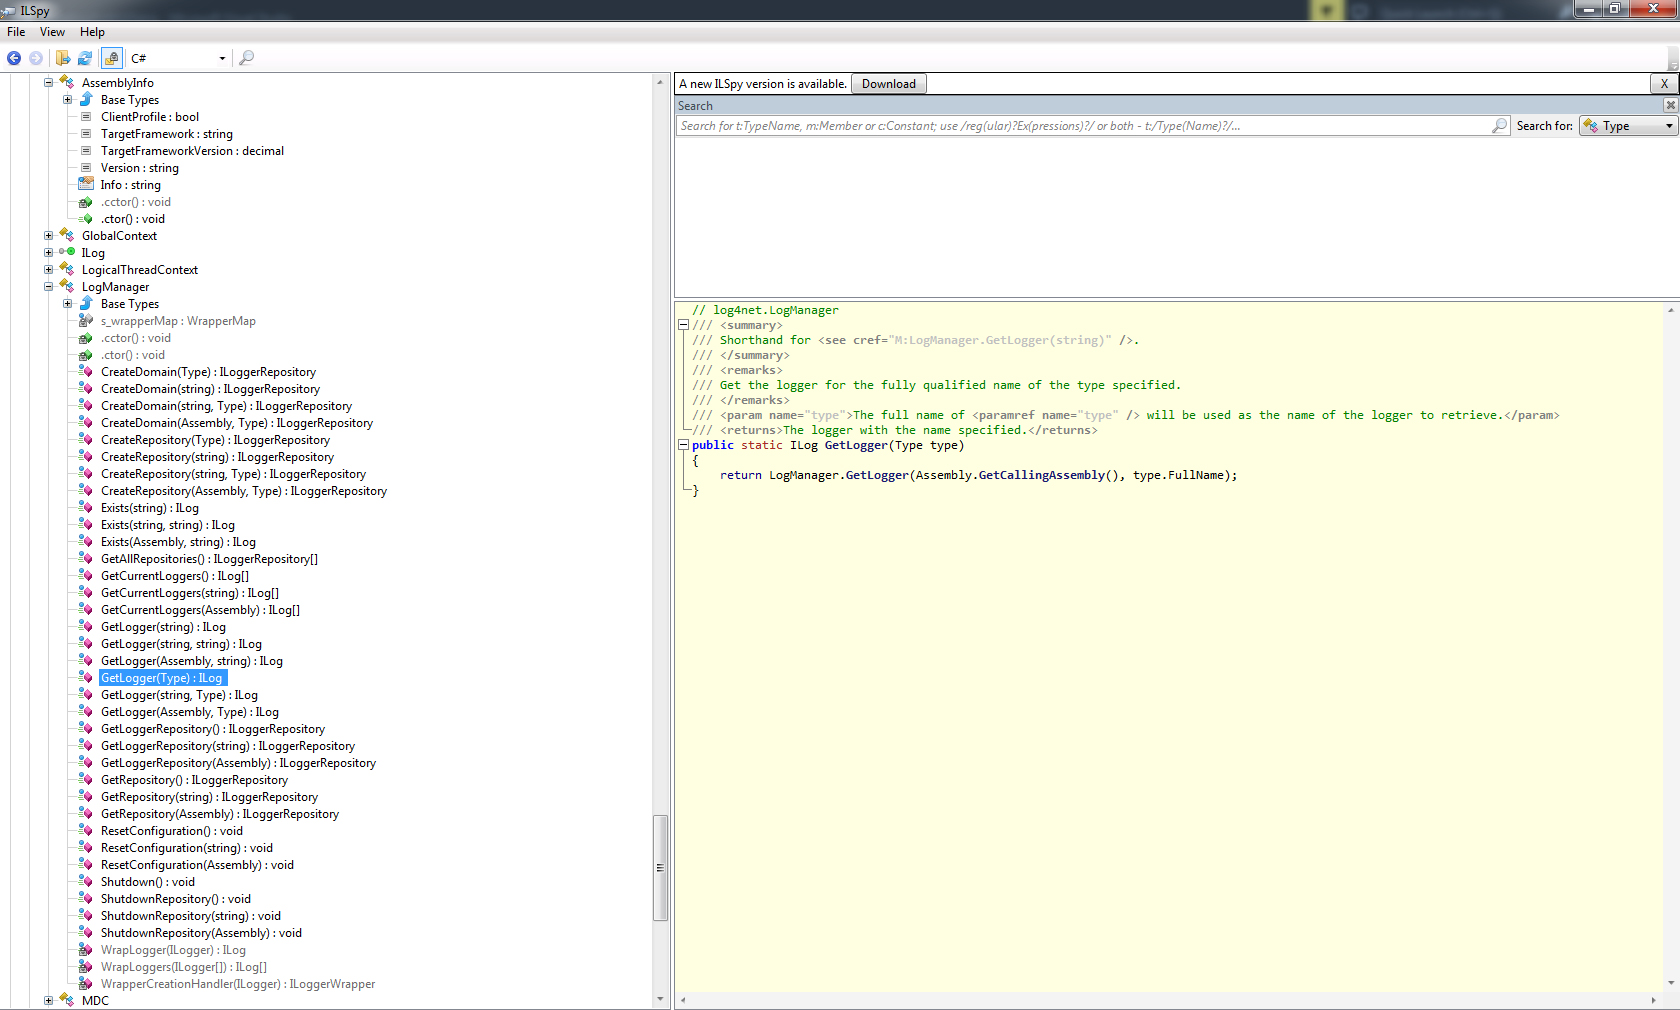 ILSpy
File View Help
C#
AssemblyInfo
Base Types
ClientProfile : bool
TargetFramework : string
TargetFrameworkVersion : decimal
Version : string
Info : string
.cctor() : void
.ctor() : void
GlobalContext
ILog
LogicalThreadContext
LogManager
Base Types
s_wrapperMap : WrapperMap
.cctor() : void
.ctor() : void
CreateDomain(Type) : ILoggerRepository
CreateDomain(string) : ILoggerRepository
CreateDomain(string, Type) : ILoggerRepository
CreateDomain(Assembly, Type) : ILoggerRepository
CreateRepository(Type) : ILoggerRepository
CreateRepository(string) : ILoggerRepository
CreateRepository(string, Type) : ILoggerRepository
CreateRepository(Assembly, Type) : ILoggerRepository
Exists(string) : ILog
Exists(string, string) : ILog
Exists(Assembly, string) : ILog
GetAllRepositories() : ILoggerRepository[]
GetCurrentLoggers() : ILog[]
GetCurrentLoggers(string) : ILog[]
GetCurrentLoggers(Assembly) : ILog[]
GetLogger(string) : ILog
GetLogger(string, string) : ILog
GetLogger(Assembly, string) : ILog
GetLogger(Type) : ILog
GetLogger(string, Type) : ILog
GetLogger(Assembly, Type) : ILog
GetLoggerRepository() : ILoggerRepository
GetLoggerRepository(string) : ILoggerRepository
GetLoggerRepository(Assembly) : ILoggerRepository
GetRepository() : ILoggerRepository
GetRepository(string) : ILoggerRepository
GetRepository(Assembly) : ILoggerRepository
ResetConfiguration() : void
ResetConfiguration(string) : void
ResetConfiguration(Assembly) : void
Shutdown() : void
ShutdownRepository() : void
ShutdownRepository(string) : void
ShutdownRepository(Assembly) : void
WrapLogger(ILogger) : ILog
WrapLoggers(ILogger[]) : ILog[]
WrapperCreationHandler(ILogger) : ILoggerWrapper
MDC
A new ILSpy version is available. Download X
Search
Search for t:TypeName, m:Member or c:Constant; use /reg(ular)?Ex(pressions)?/ or both - t:/Type(Name)?/... Search for: Type
// log4net.LogManager
/// <summary>
/// Shorthand for <see cref="M:LogManager.GetLogger(string)" />.
/// </summary>
/// <remarks>
/// Get the logger for the fully qualified name of the type specified.
/// </remarks>
/// <param name="type">The full name of <paramref name="type" /> will be used as the name of the logger to retrieve.</param>
/// <returns>The logger with the name specified.</returns>
public static ILog GetLogger(Type type)
{
return LogManager.GetLogger(Assembly.GetCallingAssembly(), type.FullName);
}